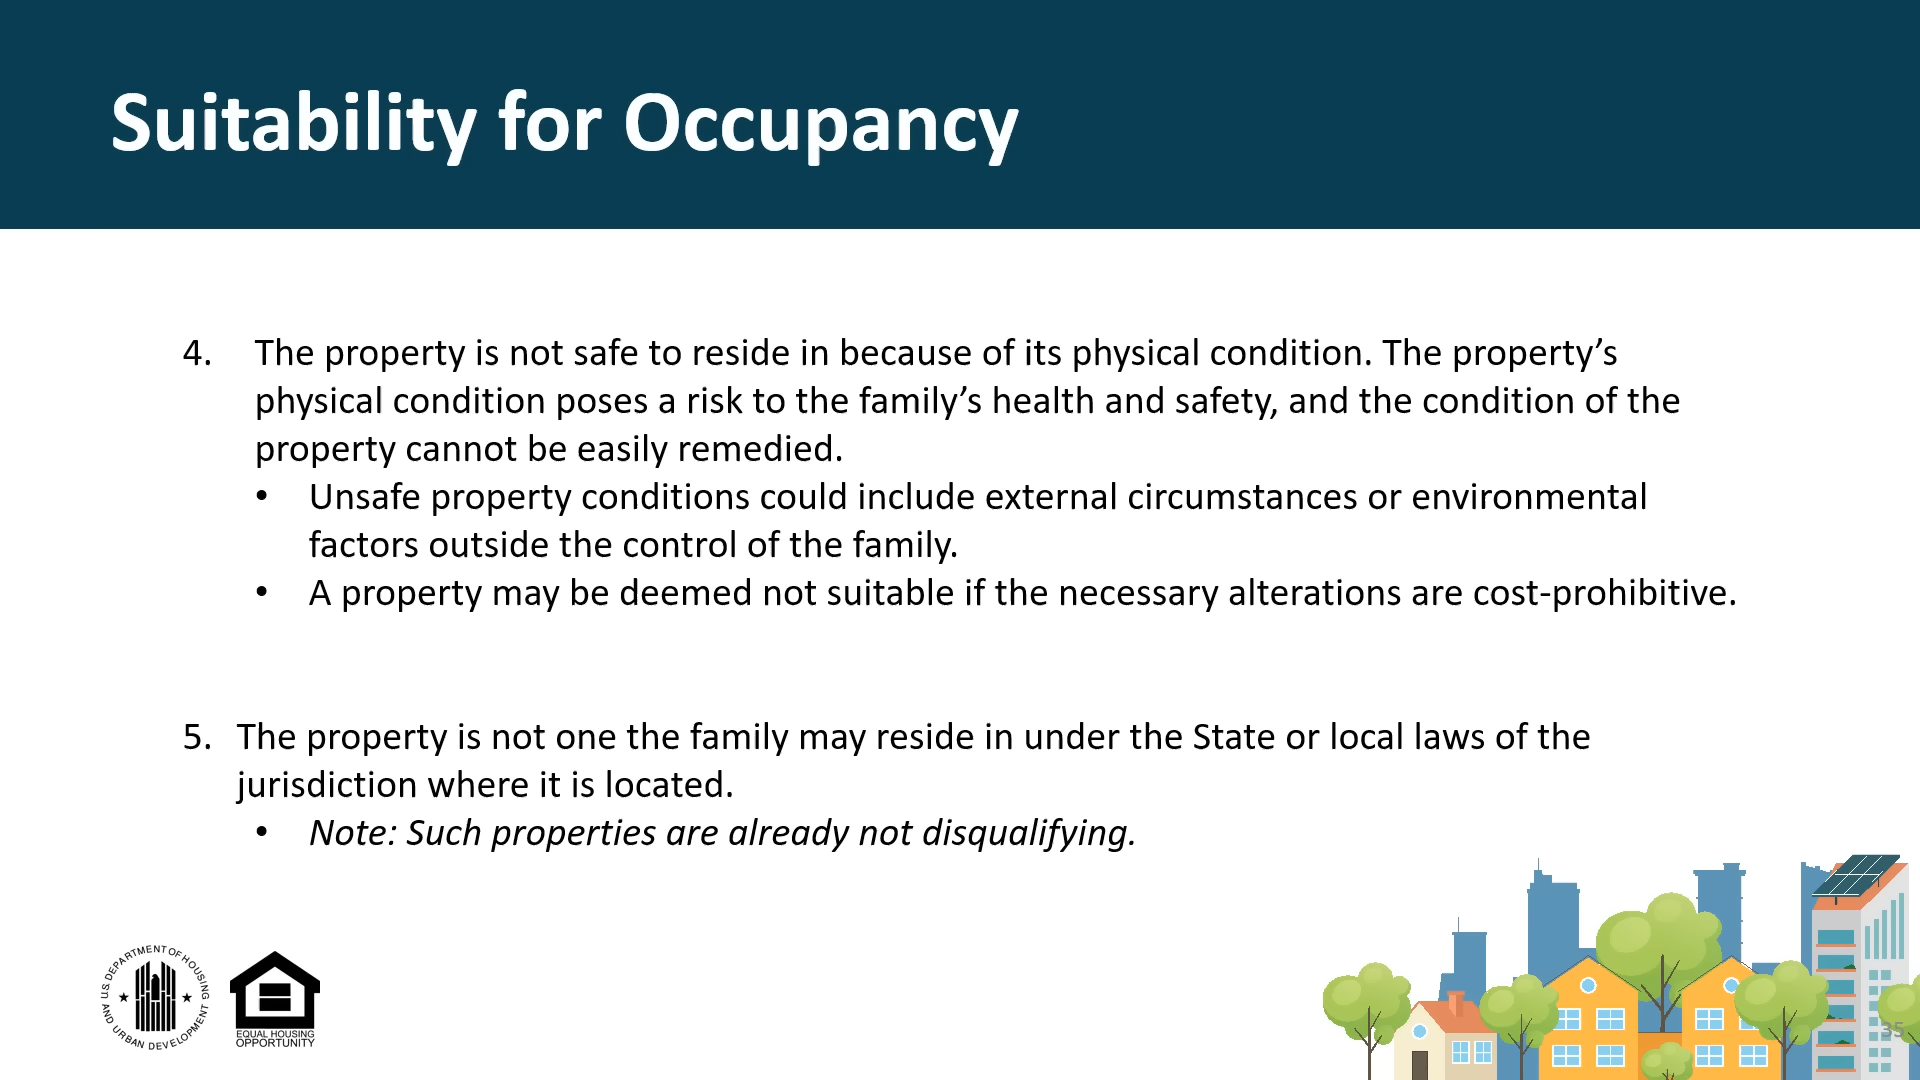 Suitability for Occupancy
4. The property is not safe to reside in because of its physical condition. The property’s
physical condition poses a risk to the family’s health and safety, and the condition of the
property cannot be easily remedied.
• Unsafe property conditions could include external circumstances or environmental
factors outside the control of the family.
• A property may be deemed not suitable if the necessary alterations are cost-prohibitive.
5. The property is not one the family may reside in under the State or local laws of the
jurisdiction where it is located.
• Note: Such properties are already not disqualifying.
U.S. DEPARTMENT OF HOUSING
AND URBAN DEVELOPMENT
EQUAL HOUSING
OPPORTUNITY
35